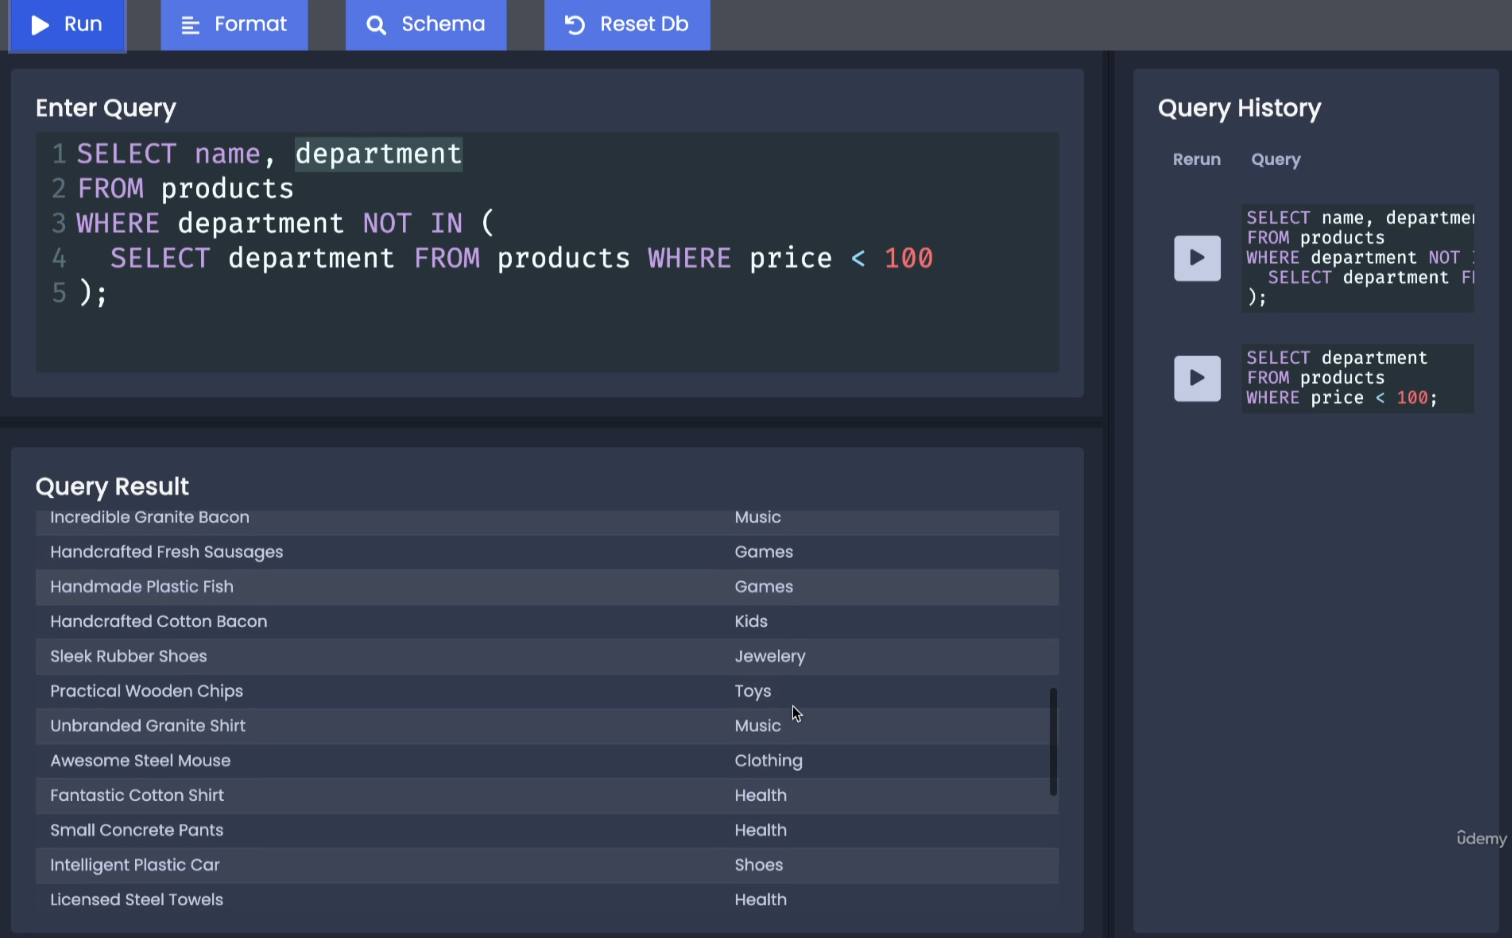 Run
Format
Schema
Reset Db
Enter Query
1 SELECT name, department
2 FROM products
3 WHERE department NOT IN (
4 SELECT department FROM products WHERE price < 100
5 );
Query Result
Incredible Granite Bacon Music
Handcrafted Fresh Sausages Games
Handmade Plastic Fish Games
Handcrafted Cotton Bacon Kids
Sleek Rubber Shoes Jewelery
Practical Wooden Chips Toys
Unbranded Granite Shirt Music
Awesome Steel Mouse Clothing
Fantastic Cotton Shirt Health
Small Concrete Pants Health
Intelligent Plastic Car Shoes
Licensed Steel Towels Health
Query History
Rerun Query
SELECT name, departme
FROM products
WHERE department NOT
SELECT department F
);
SELECT department
FROM products
WHERE price < 100;
ûdemy